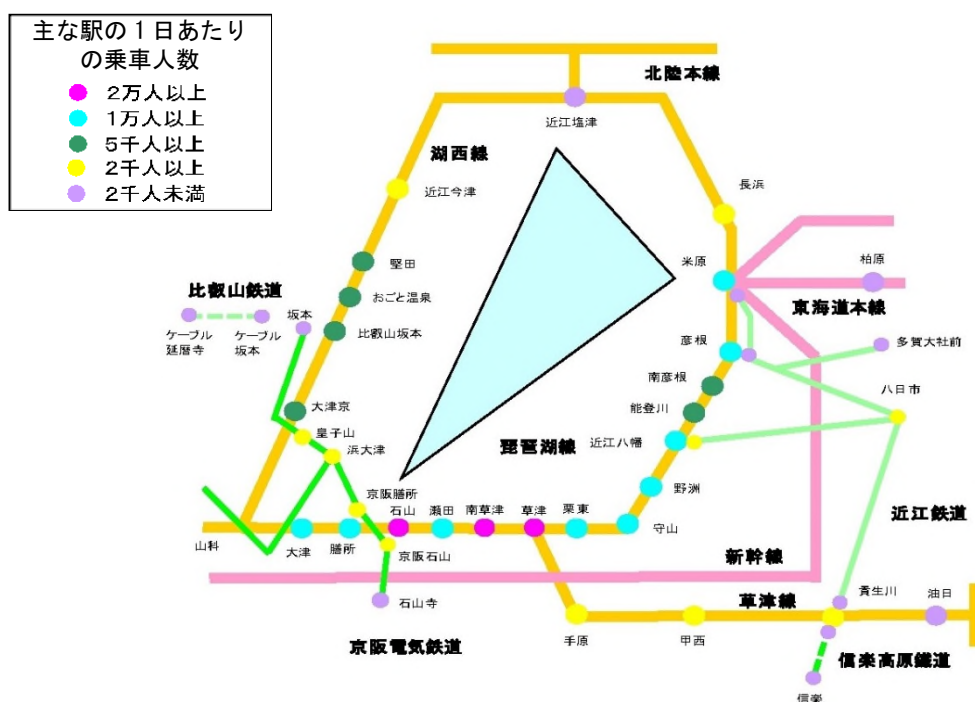 主な駅の１日あたり
の乗車人数
２万人以上
１万人以上
５千人以上
２千人以上
２千人未満
北陸本線
近江塩津
湖西線
近江今津
長浜
堅田
米原
柏原
比叡山鉄道
おごと温泉
東海道本線
坂本
ケーブル
延暦寺
ケーブル
坂本
比叡山坂本
彦根
多賀大社前
南彦根
八日市
大津京
能登川
皇子山
琵琶湖線
近江八幡
浜大津
京阪膳所
野洲
石山
瀬田
南草津
草津
栗東
近江鉄道
守山
山科
大津
膳所
京阪石山
新幹線
貴生川
油日
石山寺
草津線
京阪電気鉄道
手原
甲西
信楽高原鐵道
信楽